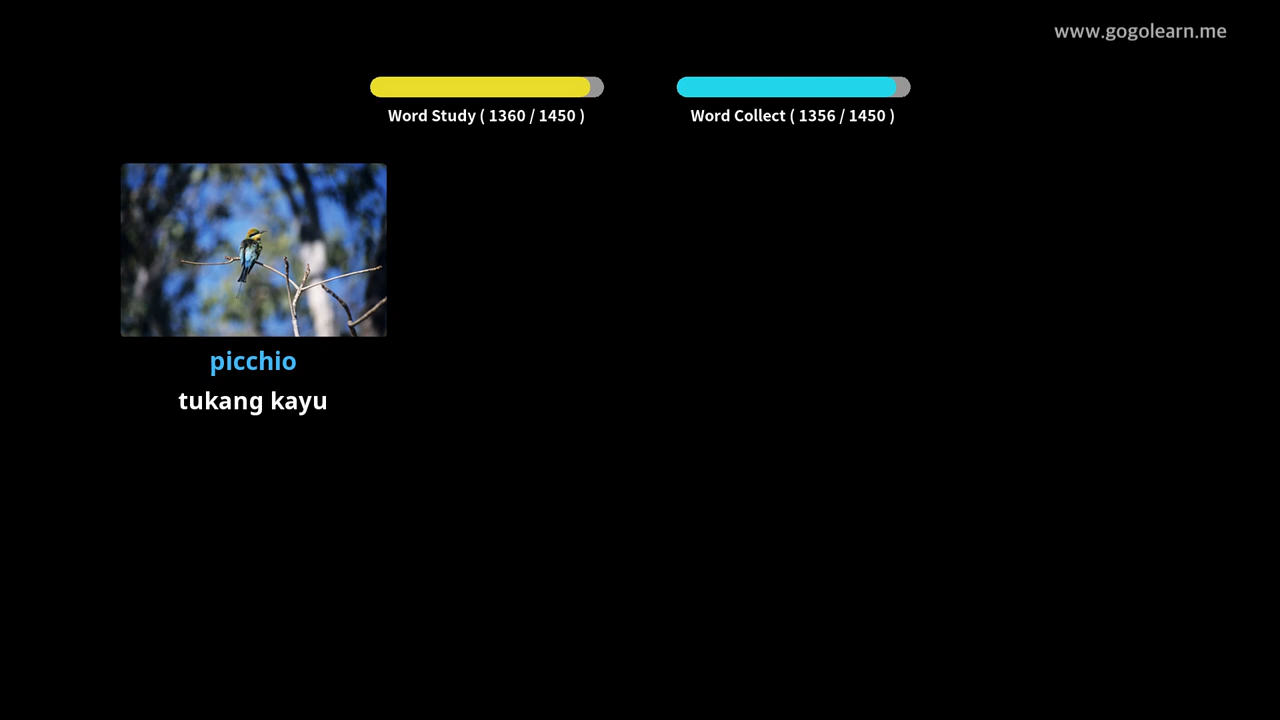 www.gogolearn.me
Word Study ( 1360 / 1450 )
Word Collect ( 1356 / 1450 )
picchio
tukang kayu